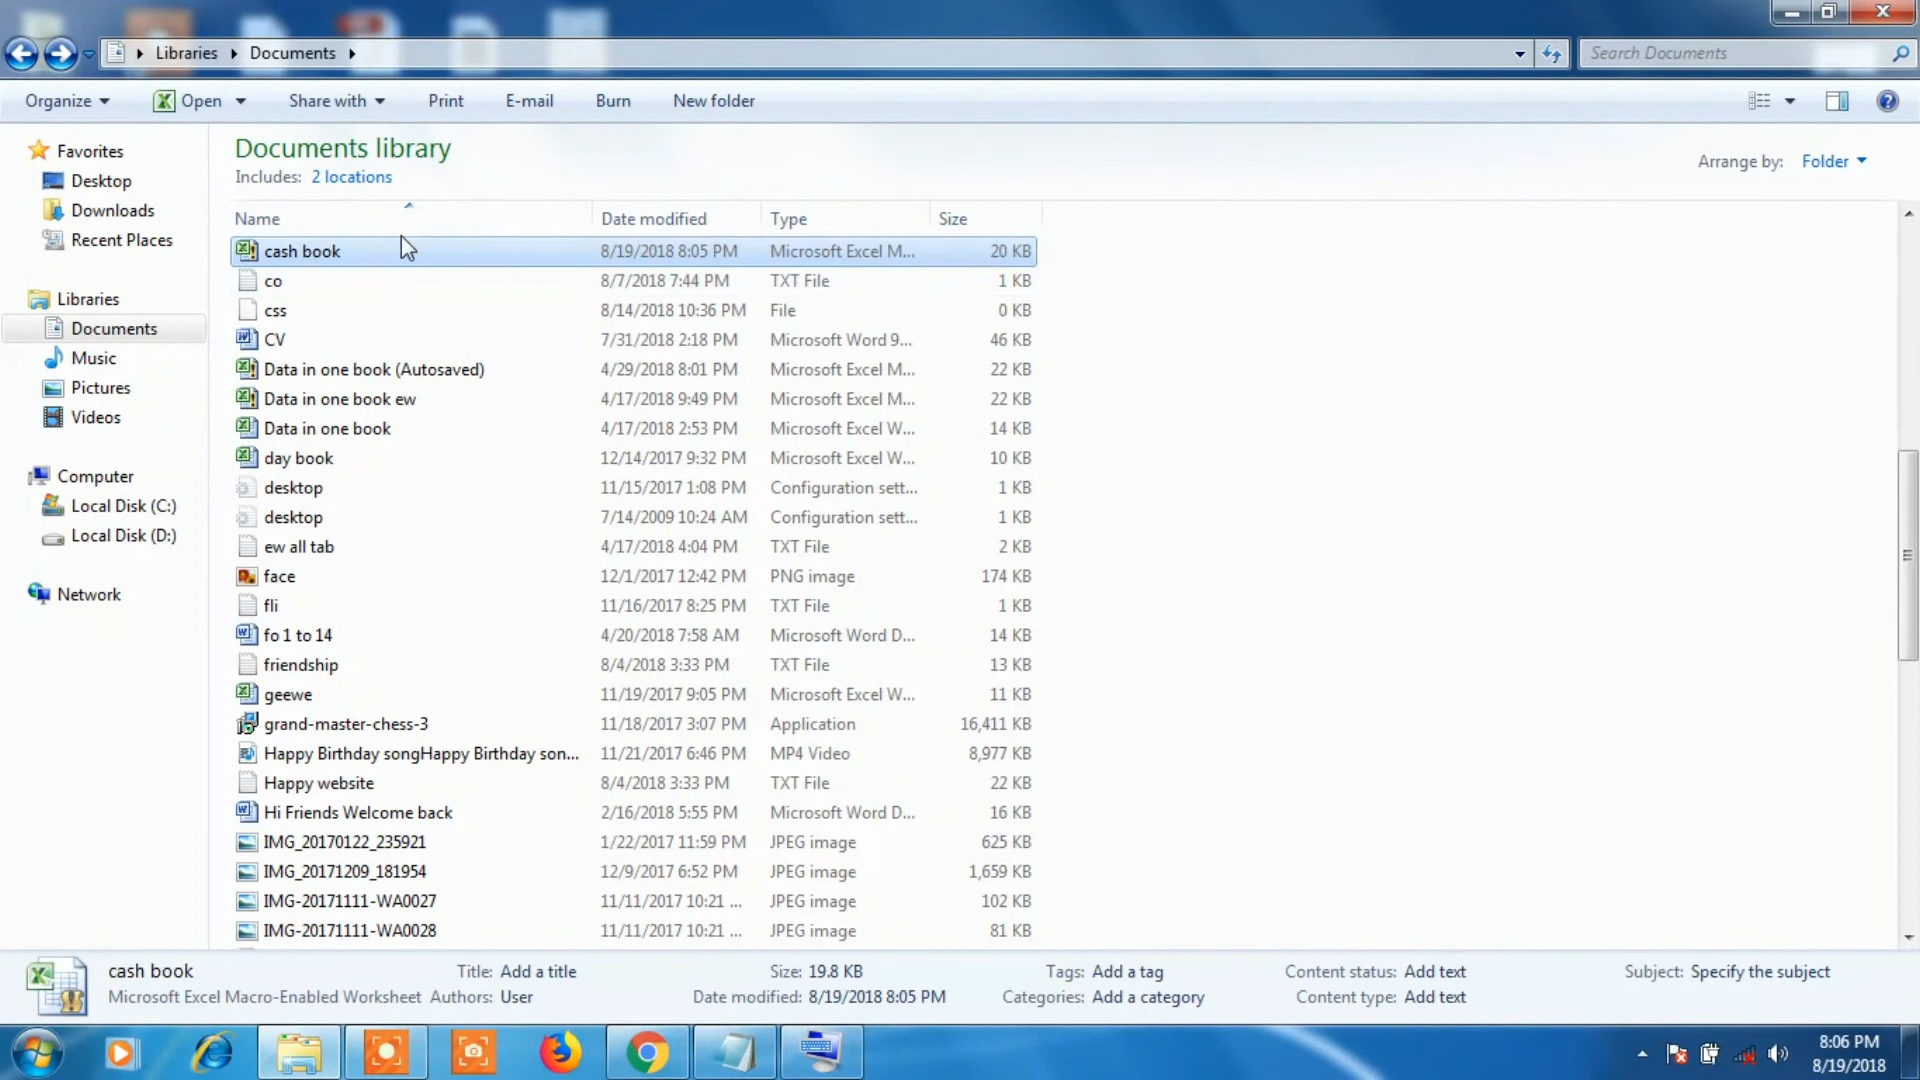 Libraries Documents
Search Documents
Organize Open Share with Print E-mail Burn New folder
Documents library
Includes: 2 locations
Arrange by: Folder
Favorites
Desktop
Downloads
Recent Places
Libraries
Documents
Music
Pictures
Videos
Computer
Local Disk (C:)
Local Disk (D:)
Network
Name Date modified Type Size
cash book 8/19/2018 8:05 PM Microsoft Excel M... 20 KB
co 8/7/2018 7:44 PM TXT File 1 KB
css 8/14/2018 10:36 PM File 0 KB
CV 7/31/2018 2:18 PM Microsoft Word 9... 46 KB
Data in one book (Autosaved) 4/29/2018 8:01 PM Microsoft Excel M... 22 KB
Data in one book ew 4/17/2018 9:49 PM Microsoft Excel M... 22 KB
Data in one book 4/17/2018 2:53 PM Microsoft Excel W... 14 KB
day book 12/14/2017 9:32 PM Microsoft Excel W... 10 KB
desktop 11/15/2017 1:08 PM Configuration sett... 1 KB
desktop 7/14/2009 10:24 AM Configuration sett... 1 KB
ew all tab 4/17/2018 4:04 PM TXT File 2 KB
face 12/1/2017 12:42 PM PNG image 174 KB
fli 11/16/2017 8:25 PM TXT File 1 KB
fo 1 to 14 4/20/2018 7:58 AM Microsoft Word D... 14 KB
friendship 8/4/2018 3:33 PM TXT File 13 KB
geewe 11/19/2017 9:05 PM Microsoft Excel W... 11 KB
grand-master-chess-3 11/18/2017 3:07 PM Application 16,411 KB
Happy Birthday songHappy Birthday son... 11/21/2017 6:46 PM MP4 Video 8,977 KB
Happy website 8/4/2018 3:33 PM TXT File 22 KB
Hi Friends Welcome back 2/16/2018 5:55 PM Microsoft Word D... 16 KB
IMG_20170122_235921 1/22/2017 11:59 PM JPEG image 625 KB
IMG_20171209_181954 12/9/2017 6:52 PM JPEG image 1,659 KB
IMG-20171111-WA0027 11/11/2017 10:21 ... JPEG image 102 KB
IMG-20171111-WA0028 11/11/2017 10:21 ... JPEG image 81 KB
cash book Title: Add a title Size: 19.8 KB Tags: Add a tag Content status: Add text Subject: Specify the subject
Microsoft Excel Macro-Enabled Worksheet Authors: User Date modified: 8/19/2018 8:05 PM Categories: Add a category Content type: Add text
8:06 PM
8/19/2018